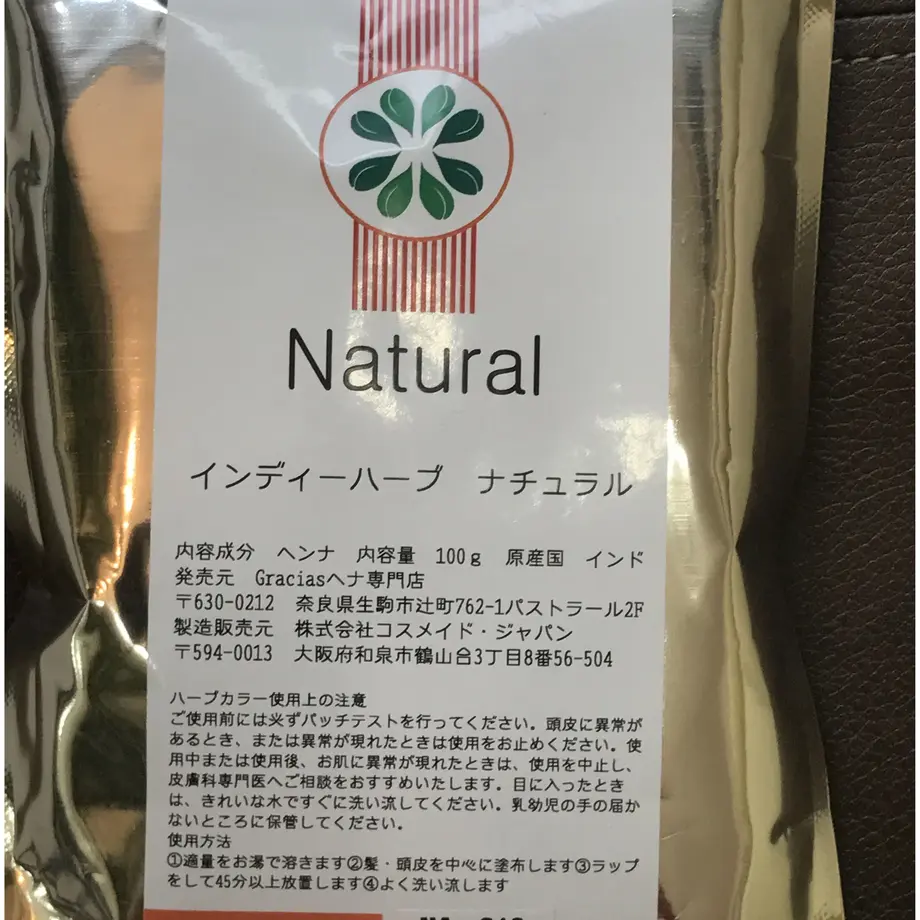 Natural
インディーハーブ ナチュラル
内容成分 ヘンナ 内容量 100g 原産国 インド
発売元 Graciasヘナ専門店
〒630-0212 奈良県生駒市辻町762-1パストラール2F
製造販売元 株式会社コスメイド・ジャパン
〒594-0013 大阪府和泉市鶴山台3丁目8番56-504
ハーブカラー使用上の注意
ご使用前には必ずパッチテストを行ってください。頭皮に異常が
あるとき、または異常が現れたときは使用をお止めください。使
用中または使用後、お肌に異常が現れたときは、使用を中止し、
皮膚科専門医へご相談をおすすめいたします。目に入ったとき
は、きれいな水ですぐに洗い流してください。乳幼児の手の届か
ないところに保管してください。
使用方法
①適量をお湯で溶きます②髪・頭皮を中心に塗布します③ラップ
をして45分以上放置します④よく洗い流します